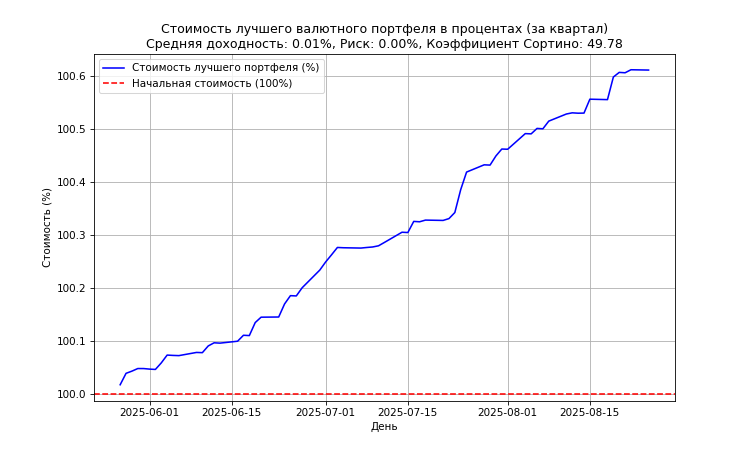 Стоимость лучшего валютного портфеля в процентах (за квартал)
Средняя доходность: 0.01%, Риск: 0.00%, Коэффициент Сортино: 49.78
Стоимость лучшего портфеля (%)
Начальная стоимость (100%)
Стоимость (%)
100.6
100.5
100.4
100.3
100.2
100.1
100.0
2025-06-01
2025-06-15
2025-07-01
2025-07-15
2025-08-01
2025-08-15
День